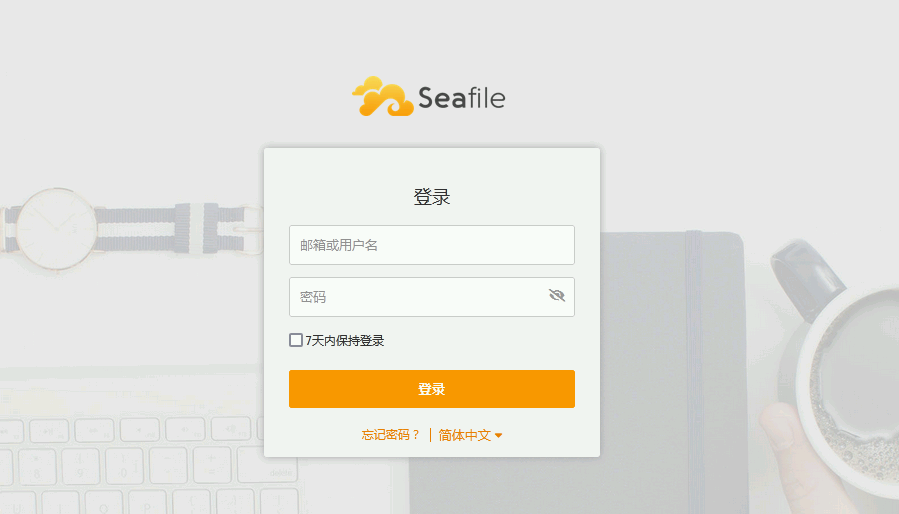 Seafile
登录
邮箱或用户名
密码
7天内保持登录
登录
忘记密码？ | 简体中文